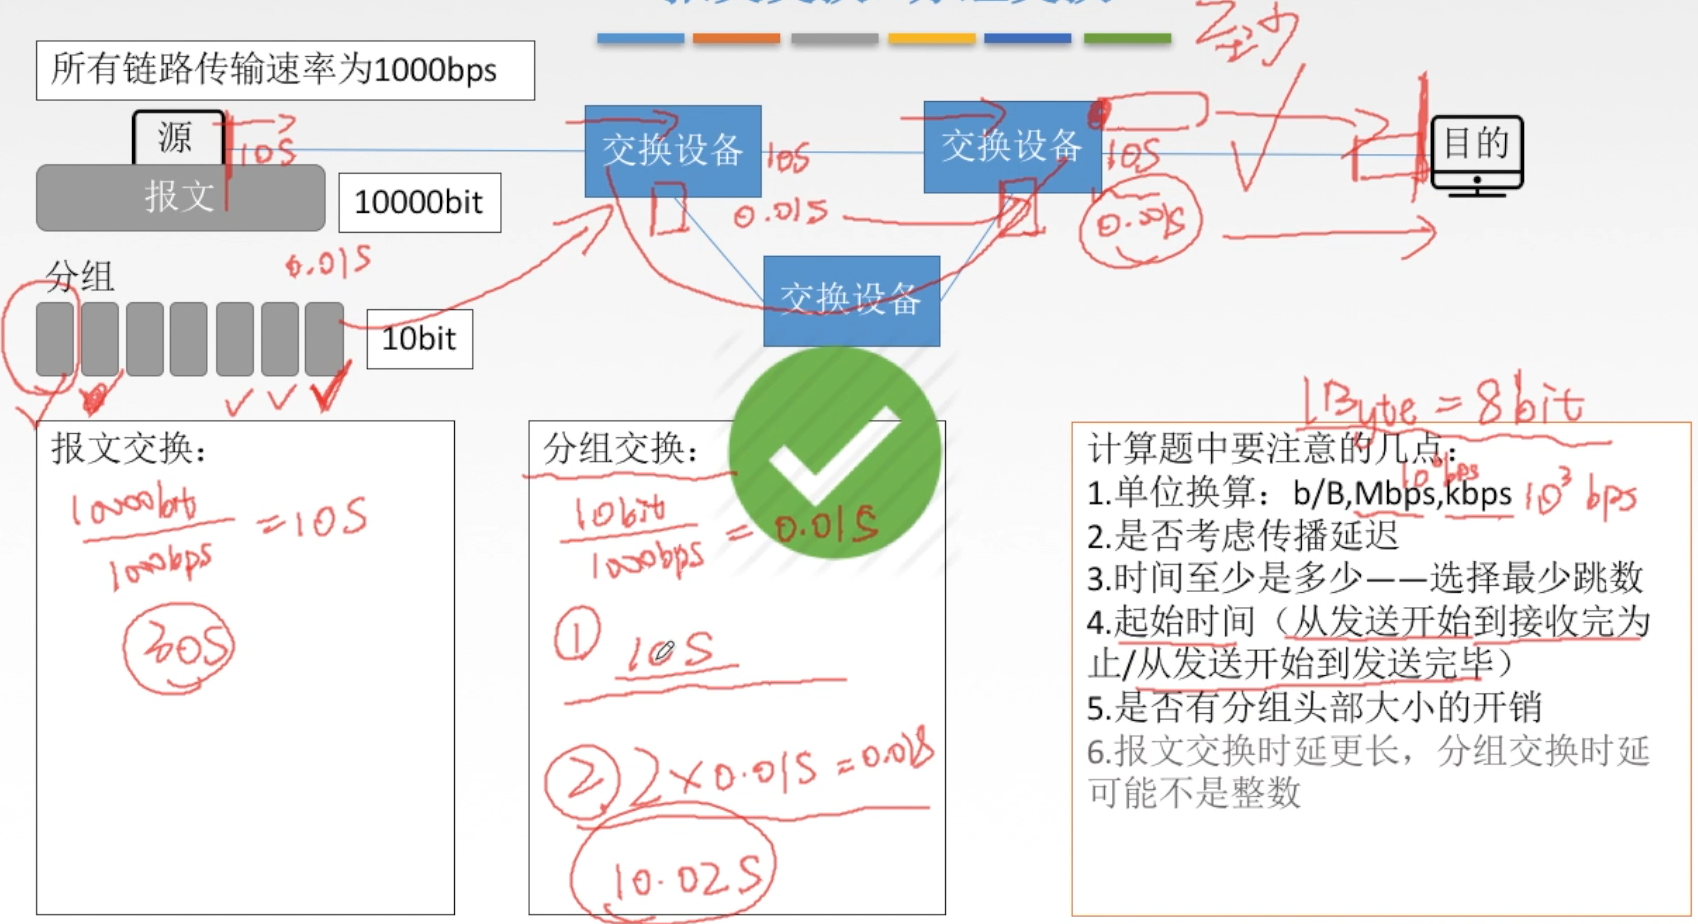 至少
所有链路传输速率为1000bps
源
10S
交换设备
10S
交换设备
10S
目的
报文
10000bit
0.01S
0.01S
0.01S
分组
10bit
交换设备
1Byte = 8bit
报文交换：
10000bit
1000bps
=10S
30S
分组交换：
10bit
1000bps
= 0.01S
① 10S
② 2×0.01S=0.02S
10.02S
计算题中要注意的几点：
10⁶bps
1.单位换算：b/B,Mbps,kbps 10³ bps
2.是否考虑传播延迟
3.时间至少是多少——选择最少跳数
4.起始时间（从发送开始到接收完为
止/从发送开始到发送完毕）
5.是否有分组头部大小的开销
6.报文交换时延更长，分组交换时延
可能不是整数